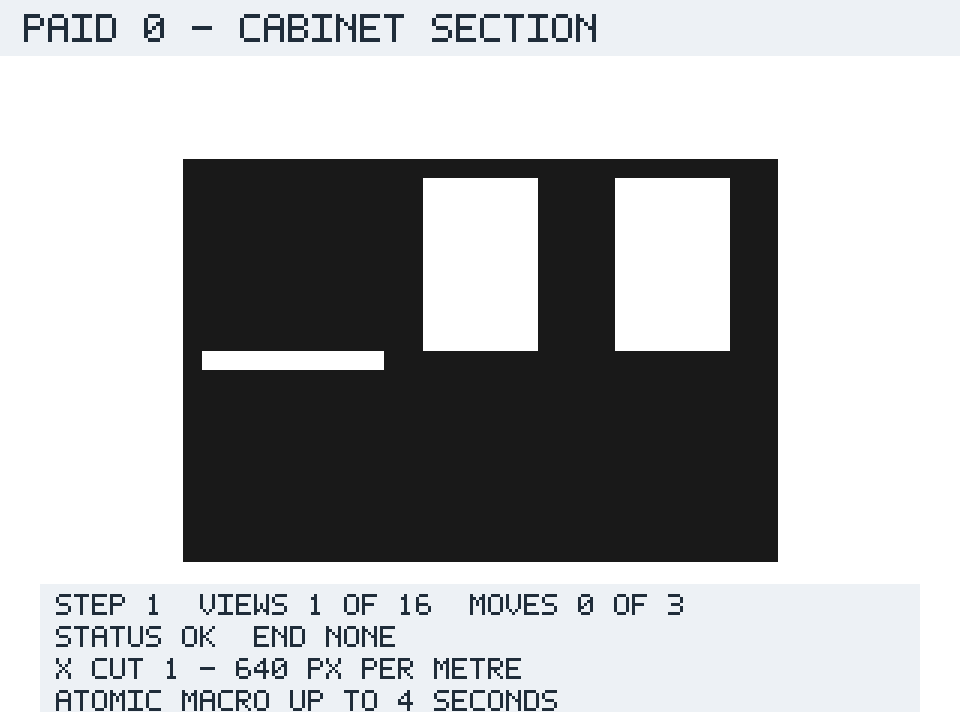 PAID 0 - CABINET SECTION
STEP 1 VIEWS 1 OF 16 MOVES 0 OF 3
STATUS OK END NONE
X CUT 1 - 640 PX PER METRE
ATOMIC MACRO UP TO 4 SECONDS